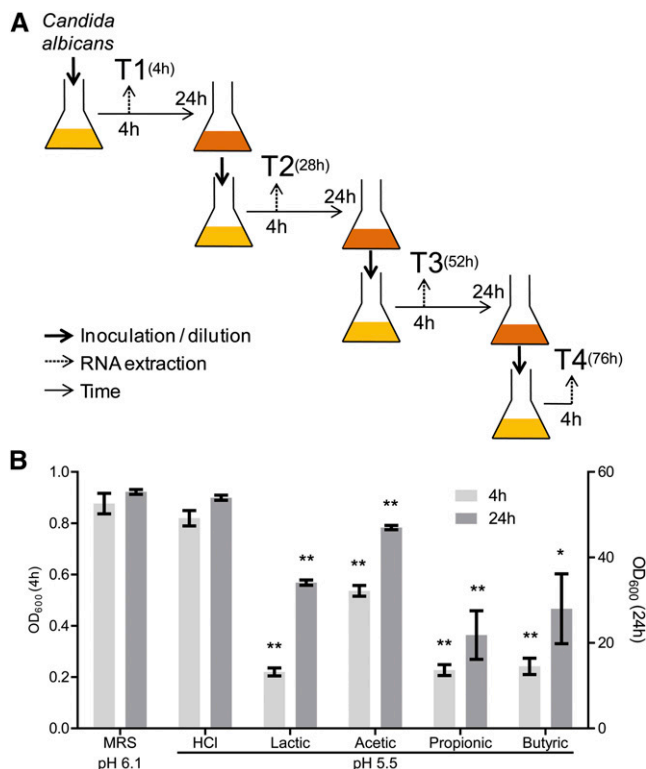 A
Candida
albicans
T1(4h)
24h
4h
T2(28h)
24h
4h
T3(52h)
24h
4h
T4(76h)
4h
Inoculation / dilution
RNA extraction
Time
B
1.0
0.8
0.6
0.4
0.2
0.0
OD600 (4h)
60
40
20
0
OD600 (24h)
4h
24h
**
**
**
**
**
**
**
*
MRS
HCl
Lactic
Acetic
Propionic
Butyric
pH 6.1
pH 5.5